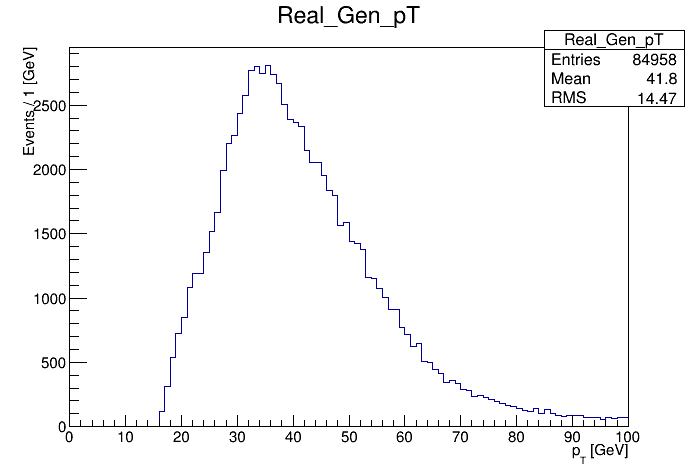 Real_Gen_pT
Real_Gen_pT
Entries 84958
Mean 41.8
RMS 14.47
Events / 1 [GeV]
2500
2000
1500
1000
500
0
0 10 20 30 40 50 60 70 80 90 100
pT [GeV]